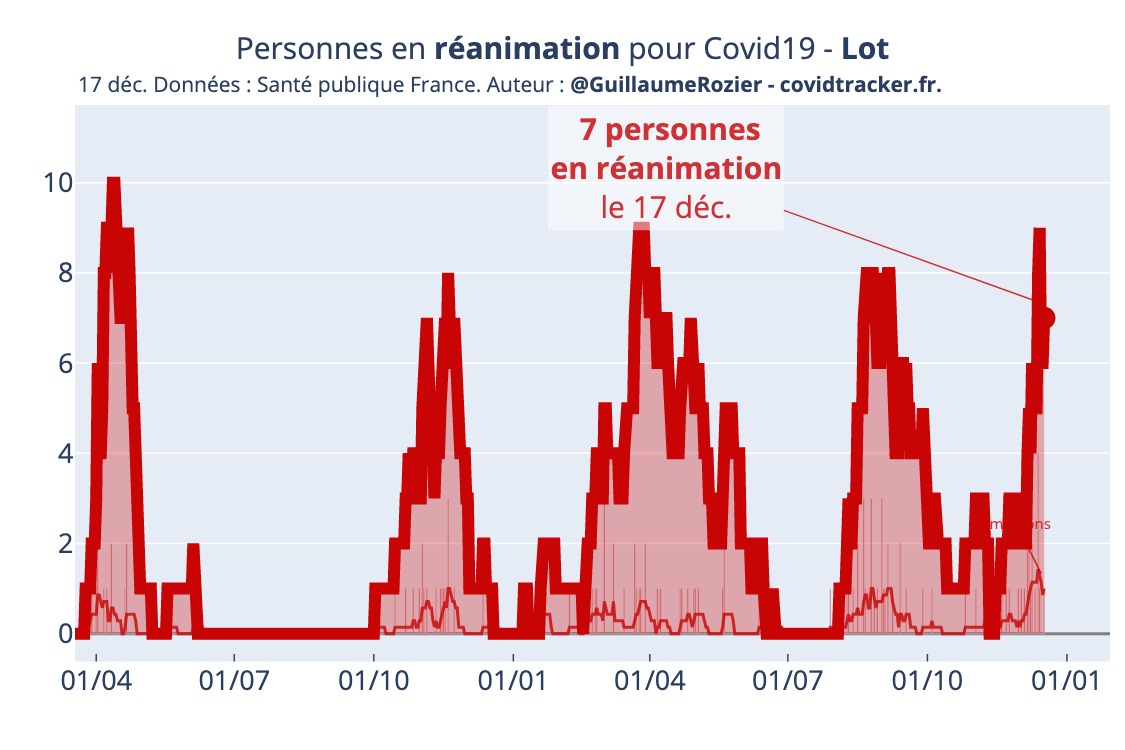 Personnes en réanimation pour Covid19 - Lot
17 déc. Données : Santé publique France. Auteur : @GuillaumeRozier - covidtracker.fr.
7 personnes
en réanimation
le 17 déc.
10
8
6
4
2
0
01/04
01/07
01/10
01/01
01/04
01/07
01/10
01/01